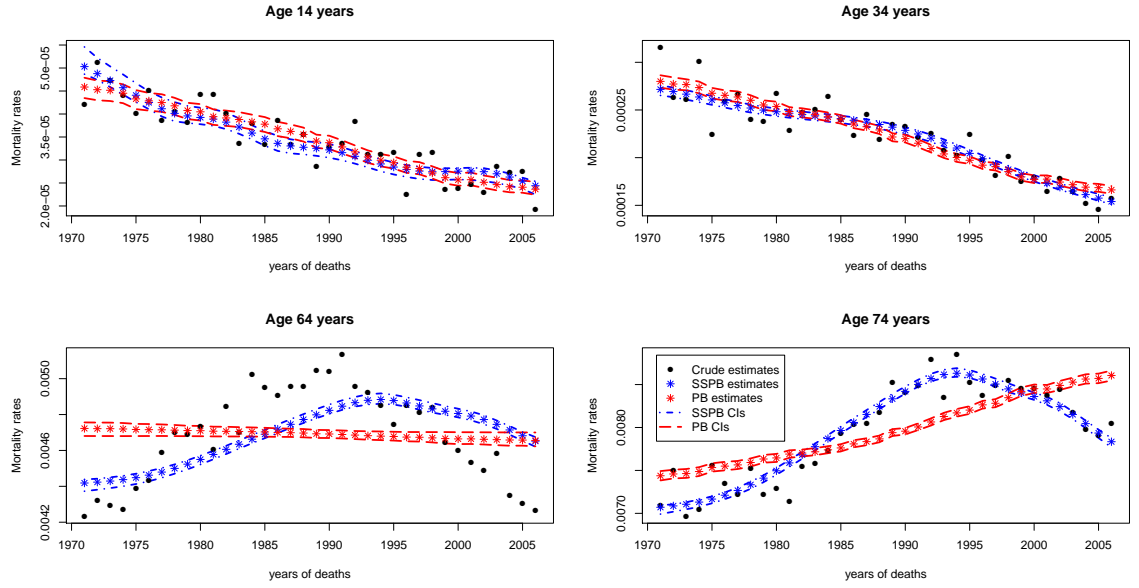 Age 14 years
Mortality rates
2.0e−05 3.5e−05 5.0e−05
1970 1975 1980 1985 1990 1995 2000 2005
years of deaths
Age 34 years
Mortality rates
0.00015 0.00025
1970 1975 1980 1985 1990 1995 2000 2005
years of deaths
Age 64 years
Mortality rates
0.0042 0.0046 0.0050
1970 1975 1980 1985 1990 1995 2000 2005
years of deaths
Age 74 years
Mortality rates
0.0070 0.0080
Crude estimates
SSPB estimates
PB estimates
SSPB CIs
PB CIs
1970 1975 1980 1985 1990 1995 2000 2005
years of deaths